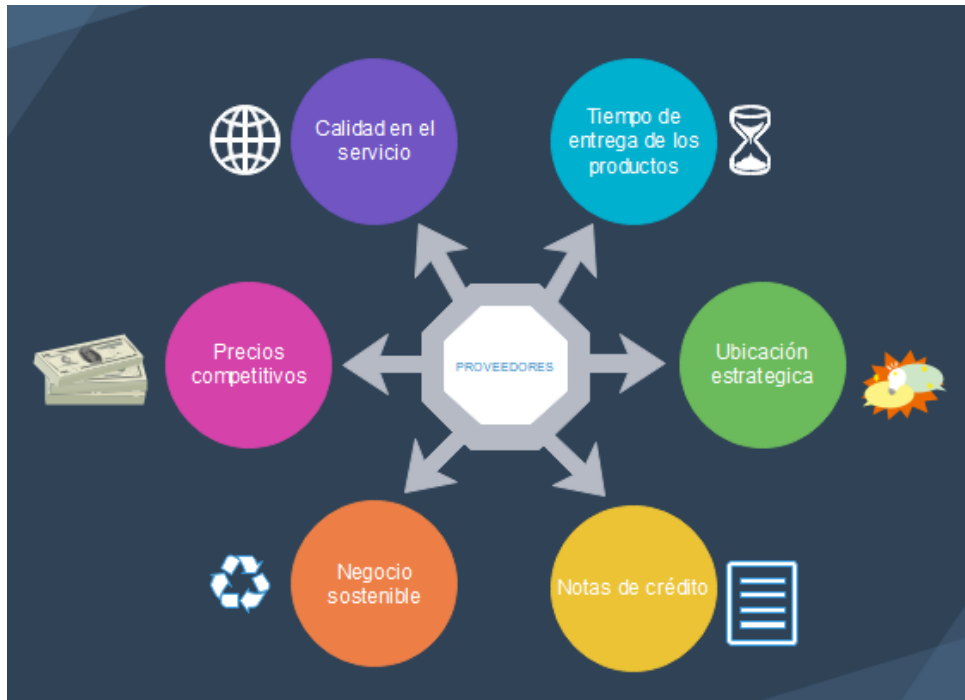 Calidad en el
servicio
Tiempo de
entrega de los
productos
Precios
competitivos
PROVEEDORES
Ubicación
estrategica
Negocio
sostenible
Notas de crédito